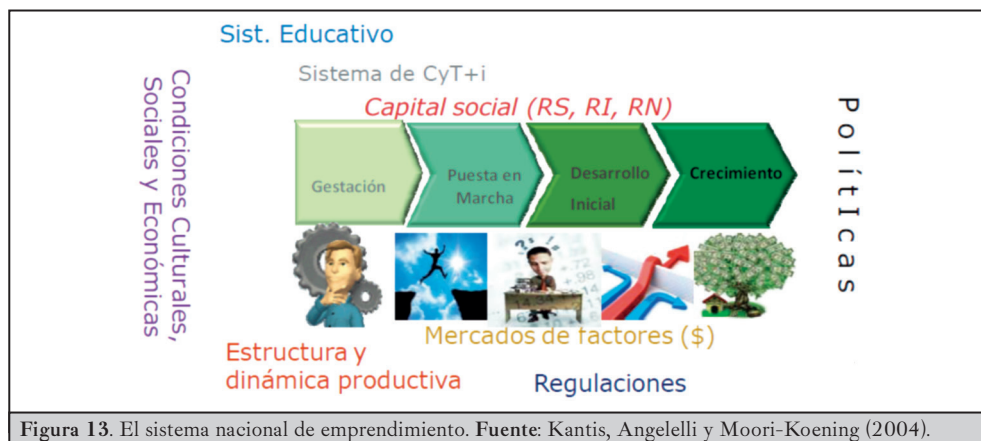 Sist. Educativo
Condiciones Culturales,
Sociales y Económicas
Sistema de CyT+i
Capital social (RS, RI, RN)
Gestación
Puesta en
Marcha
Desarrollo
Inicial
Crecimiento
PolítIcas
Mercados de factores ($)
Estructura y
dinámica productiva
Regulaciones
Figura 13. El sistema nacional de emprendimiento. Fuente: Kantis, Angelelli y Moori-Koening (2004).